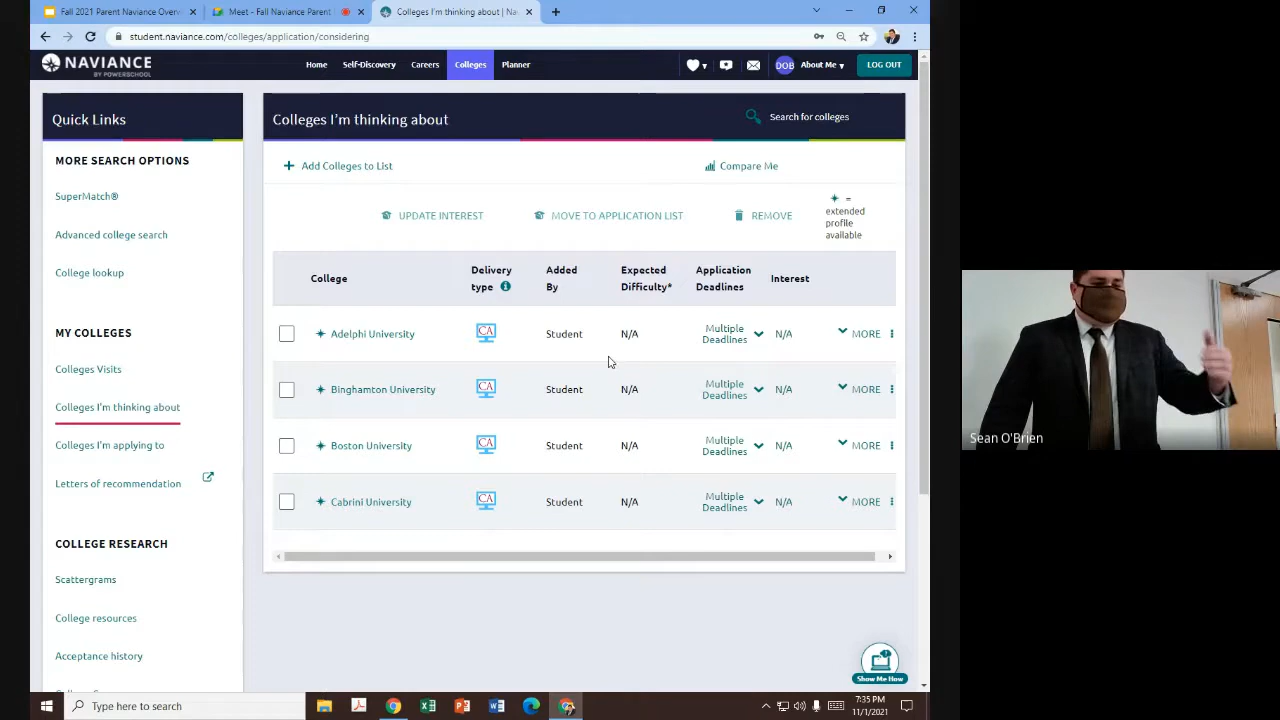 Fall 2021 Parent Naviance Overv
Meet - Fall Naviance Parent
Colleges I'm thinking about | Nav
student.naviance.com/colleges/application/considering
NAVIANCE
BY POWERSCHOOL
Home
Self-Discovery
Careers
Colleges
Planner
DOB
About Me
LOG OUT
Quick Links
MORE SEARCH OPTIONS
SuperMatch®
Advanced college search
College lookup
MY COLLEGES
Colleges Visits
Colleges I'm thinking about
Colleges I'm applying to
Letters of recommendation
COLLEGE RESEARCH
Scattergrams
College resources
Acceptance history
Colleges I'm thinking about
Search for colleges
Add Colleges to List
Compare Me
UPDATE INTEREST
MOVE TO APPLICATION LIST
REMOVE
=
extended
profile
available
College
Delivery
type
Added
By
Expected
Difficulty*
Application
Deadlines
Interest
Adelphi University CA Student N/A Multiple Deadlines N/A MORE
Binghamton University CA Student N/A Multiple Deadlines N/A MORE
Boston University CA Student N/A Multiple Deadlines N/A MORE
Cabrini University CA Student N/A Multiple Deadlines N/A MORE
Show Me How
Sean O'Brien
Type here to search
7:35 PM
11/1/2021